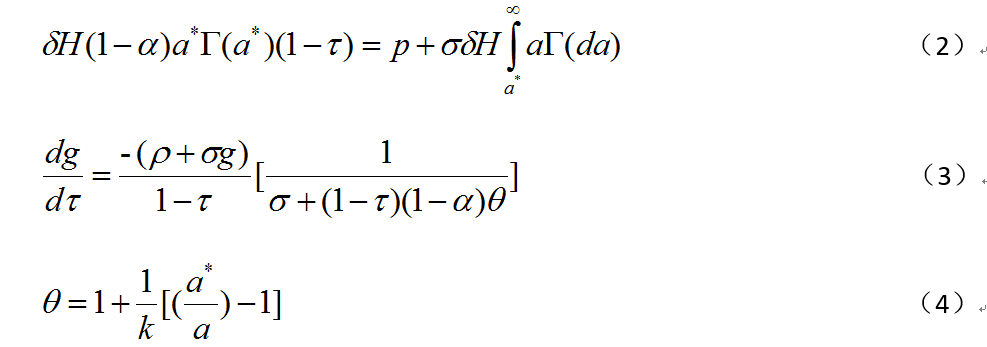 δH(1−α)a*Γ(a*)(1−τ) = p + σδH∫_{a*}^{∞} aΓ(da) （2）↵
dg/dτ = -(ρ+σg)/(1−τ) [1/(σ+(1−τ)(1−α)θ)] （3）↵
θ = 1 + 1/k[(a*/a) − 1] （4）↵